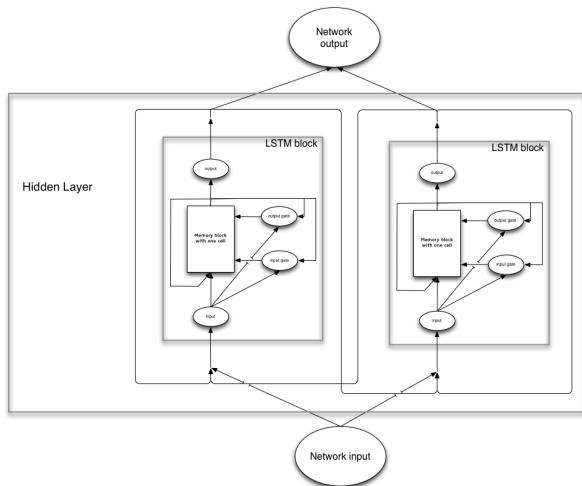 Network
output
Hidden Layer
LSTM block
output
output gate
Memory block
with one cell
input gate
input
LSTM block
output
output gate
Memory block
with one cell
input gate
input
Network input